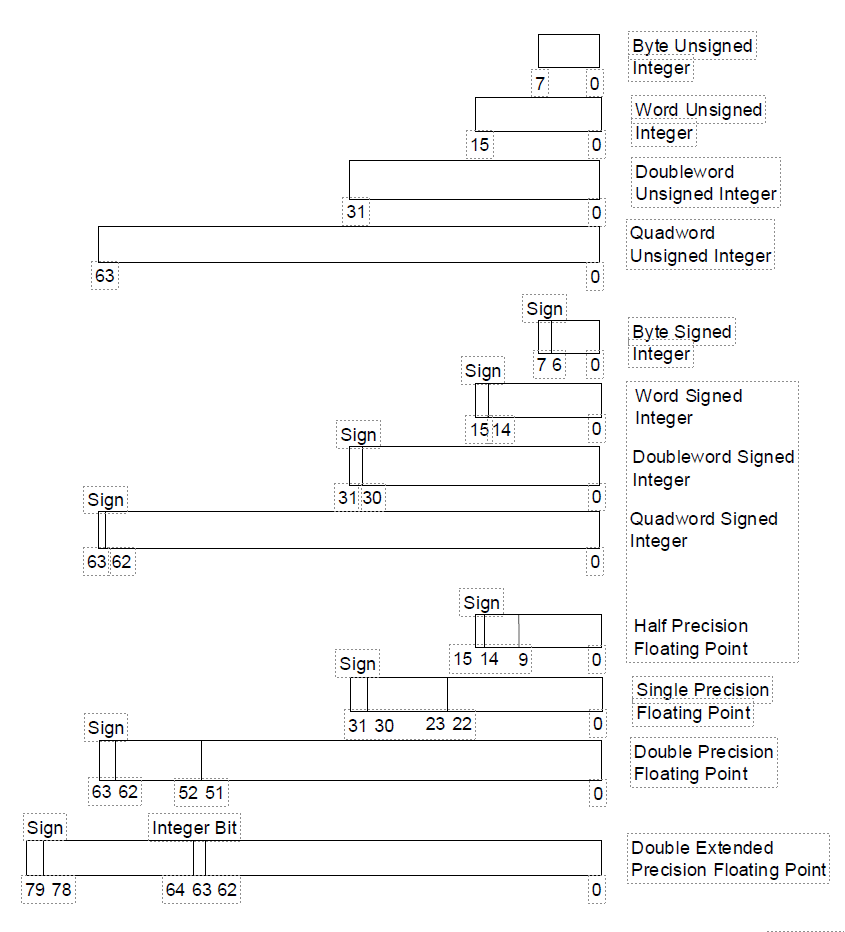 Byte Unsigned
Integer
7 0
Word Unsigned
Integer
15 0
Doubleword
Unsigned Integer
31 0
Quadword
Unsigned Integer
63 0
Sign
Byte Signed
Integer
7 6 0
Sign
Word Signed
Integer
15 14 0
Sign
Doubleword Signed
Integer
31 30 0
Sign
Quadword Signed
Integer
63 62 0
Sign
Half Precision
Floating Point
15 14 9 0
Sign
Single Precision
Floating Point
31 30 23 22 0
Sign
Double Precision
Floating Point
63 62 52 51 0
Sign Integer Bit
Double Extended
Precision Floating Point
79 78 64 63 62 0